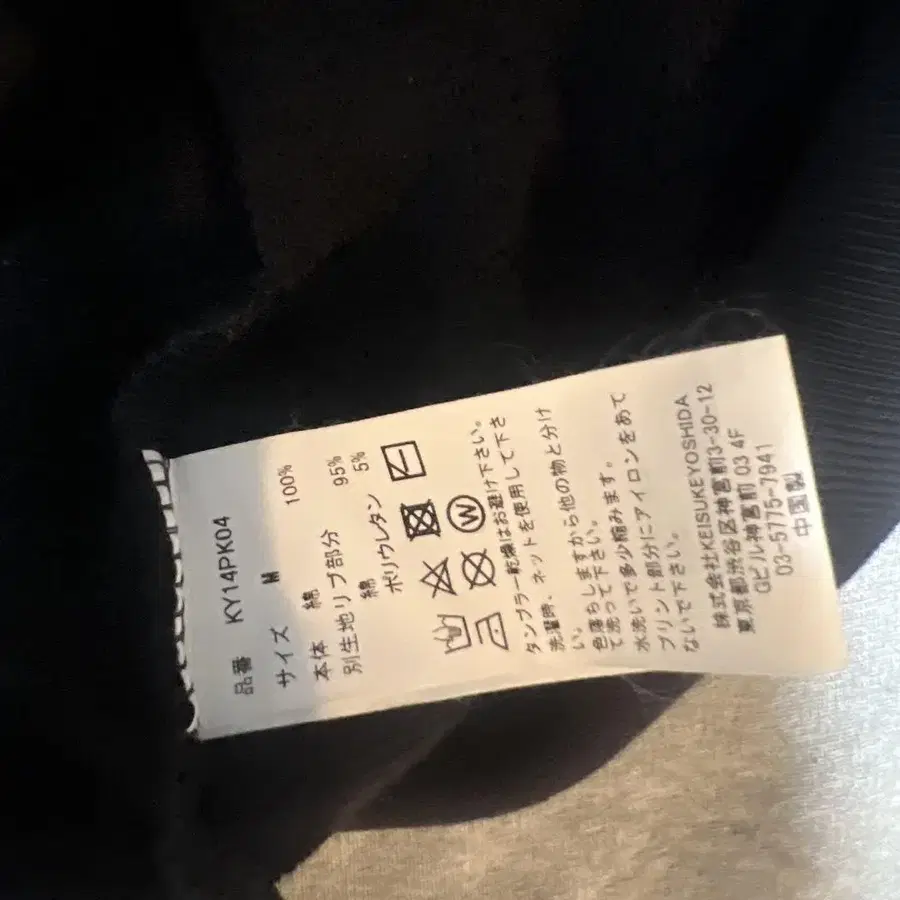 品番 KY14PK04
サイズ M
本体 綿 100%
別生地リブ部分
綿 95%
ポリウレタン 5%
タンブラー乾燥はお避け下さい。
洗濯時、ネットを使用して下さ
い。
色落ちしますから他の物と分け
て洗って下さい。
水洗いで多少縮みます。
プリント部分にアイロンをあて
ないで下さい。
株式会社KEISUKEYOSHIDA
東京都渋谷区神宮前3-30-12
Gビル神宮前 03 4F
03-5775-7941
中国製